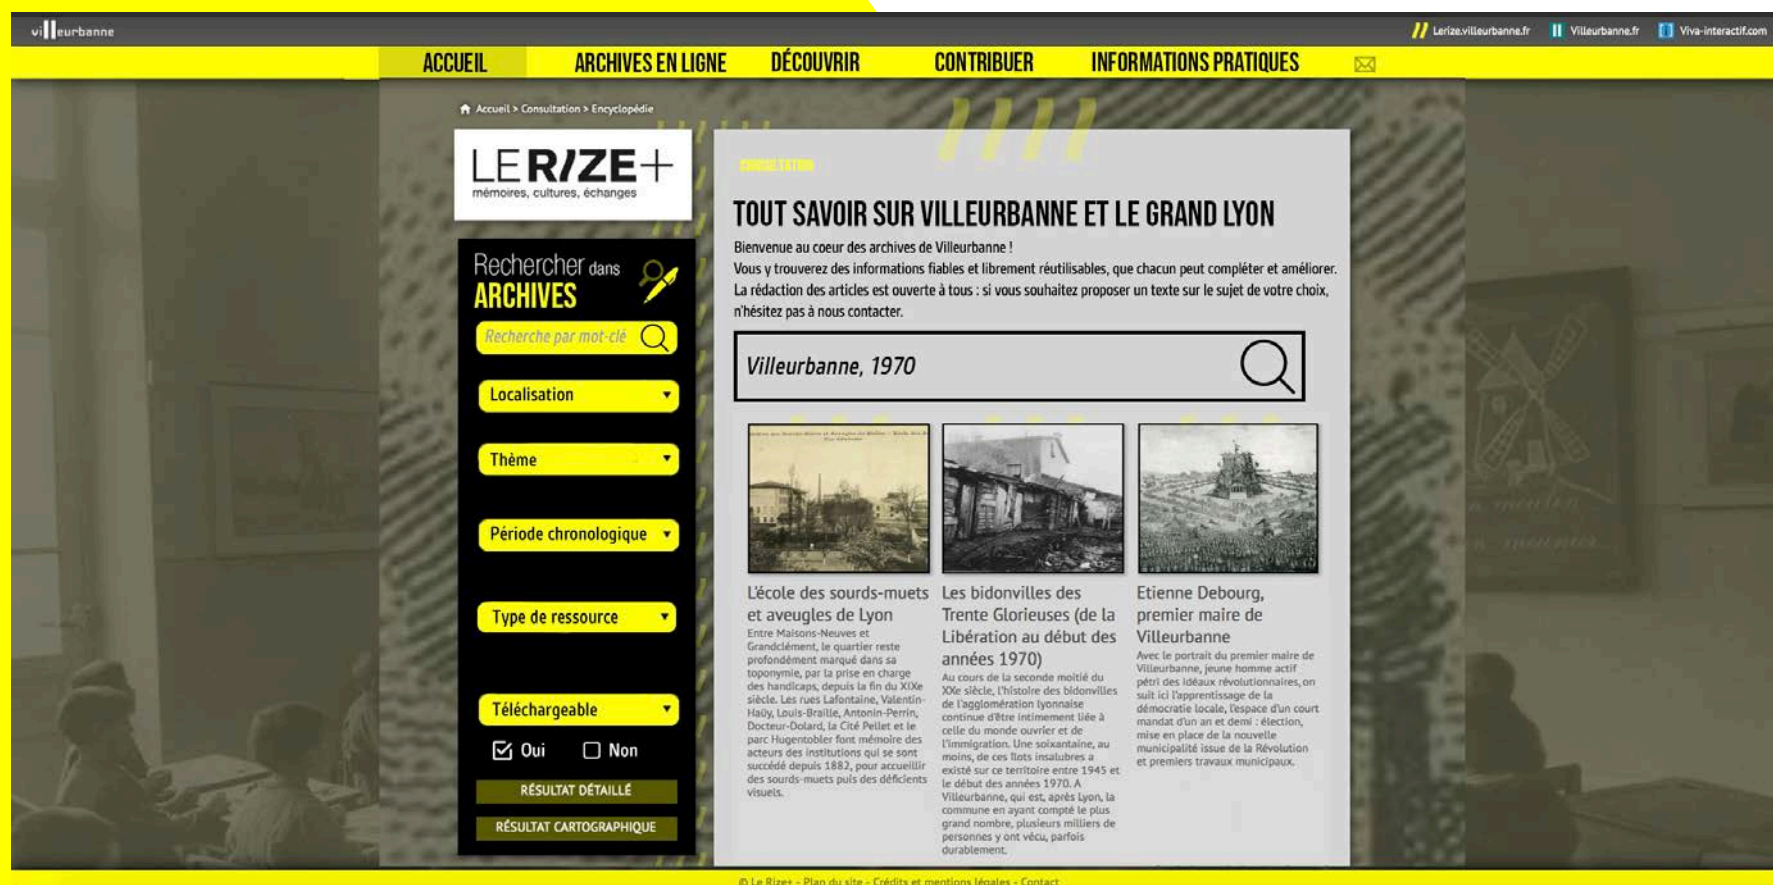 villeurbanne
Lerize.villeurbanne.fr
Villeurbanne.fr
Viva-interactif.com
ACCUEIL
ARCHIVES EN LIGNE
DÉCOUVRIR
CONTRIBUER
INFORMATIONS PRATIQUES
Accueil > Consultation > Encyclopédie
LERIZE+
mémoires, cultures, échanges
Rechercher dans
ARCHIVES
Recherche par mot-clé
Localisation
Thème
Période chronologique
Type de ressource
Téléchargeable
Oui
Non
RÉSULTAT DÉTAILLÉ
RÉSULTAT CARTOGRAPHIQUE
CONSULTATION
TOUT SAVOIR SUR VILLEURBANNE ET LE GRAND LYON
Bienvenue au coeur des archives de Villeurbanne !
Vous y trouverez des informations fiables et librement réutilisables, que chacun peut compléter et améliorer.
La rédaction des articles est ouverte à tous : si vous souhaitez proposer un texte sur le sujet de votre choix,
n'hésitez pas à nous contacter.
Villeurbanne, 1970
L'école des sourds-muets
et aveugles de Lyon
Entre Maisons-Neuves et
Grandclément, le quartier reste
profondément marqué dans sa
toponymie, par la prise en charge
des handicaps, depuis la fin du XIXe
siècle. Les rues Lafontaine, Valentin-
Haüy, Louis-Braille, Antonin-Perrin,
Docteur-Dolard, la Cité Pellet et le
parc Hugentobler font mémoire des
acteurs des institutions qui se sont
succédé depuis 1882, pour accueillir
des sourds-muets puis des déficients
visuels.
Les bidonvilles des
Trente Glorieuses (de la
Libération au début des
années 1970)
Au cours de la seconde moitié du
XXe siècle, l'histoire des bidonvilles
de l'agglomération lyonnaise
continue d'être intimement liée à
celle du monde ouvrier et de
l'immigration. Une soixantaine, au
moins, de ces îlots insalubres a
existé sur ce territoire entre 1945 et
le début des années 1970. A
Villeurbanne, qui est, après Lyon, la
commune en ayant compté le plus
grand nombre, plusieurs milliers de
personnes y ont vécu, parfois
durablement.
Etienne Debourg,
premier maire de
Villeurbanne
Avec le portrait du premier maire de
Villeurbanne, jeune homme actif
pétri des idéaux révolutionnaires, on
suit ici l'apprentissage de la
démocratie locale, l'espace d'un court
mandat d'un an et demi : élection,
mise en place de la nouvelle
municipalité issue de la Révolution
et premiers travaux municipaux.
© Le Rize+ - Plan du site - Crédits et mentions légales - Contact